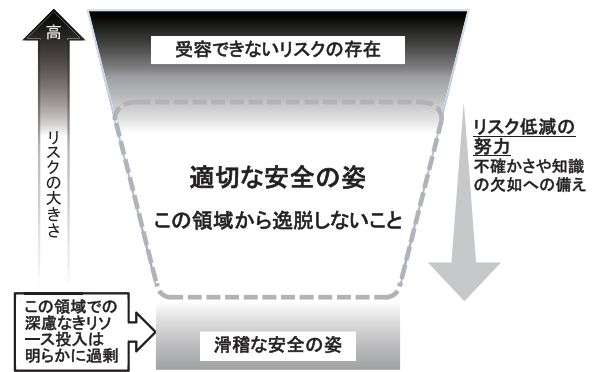 高
リスクの大きさ
受容できないリスクの存在
適切な安全の姿
この領域から逸脱しないこと
リスク低減の
努力
不確かさや知識
の欠如への備え
この領域での
深慮なきリソ
ース投入は
明らかに過剰
滑稽な安全の姿